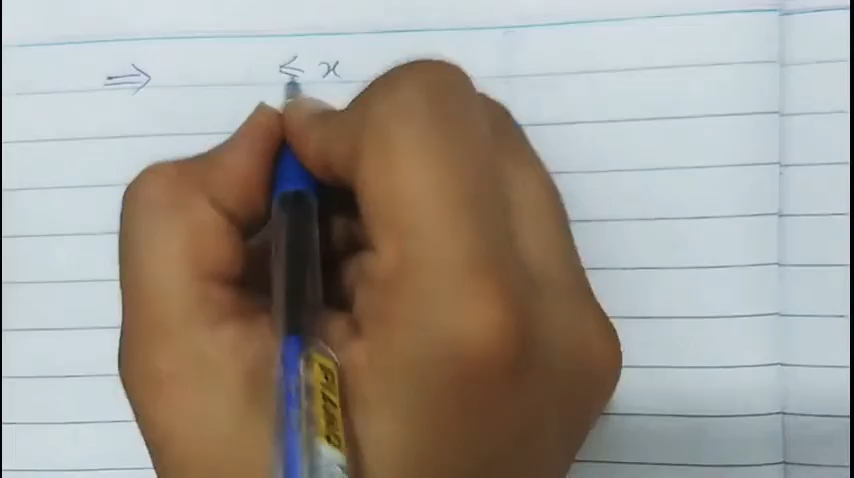 ⇒ ≤ x